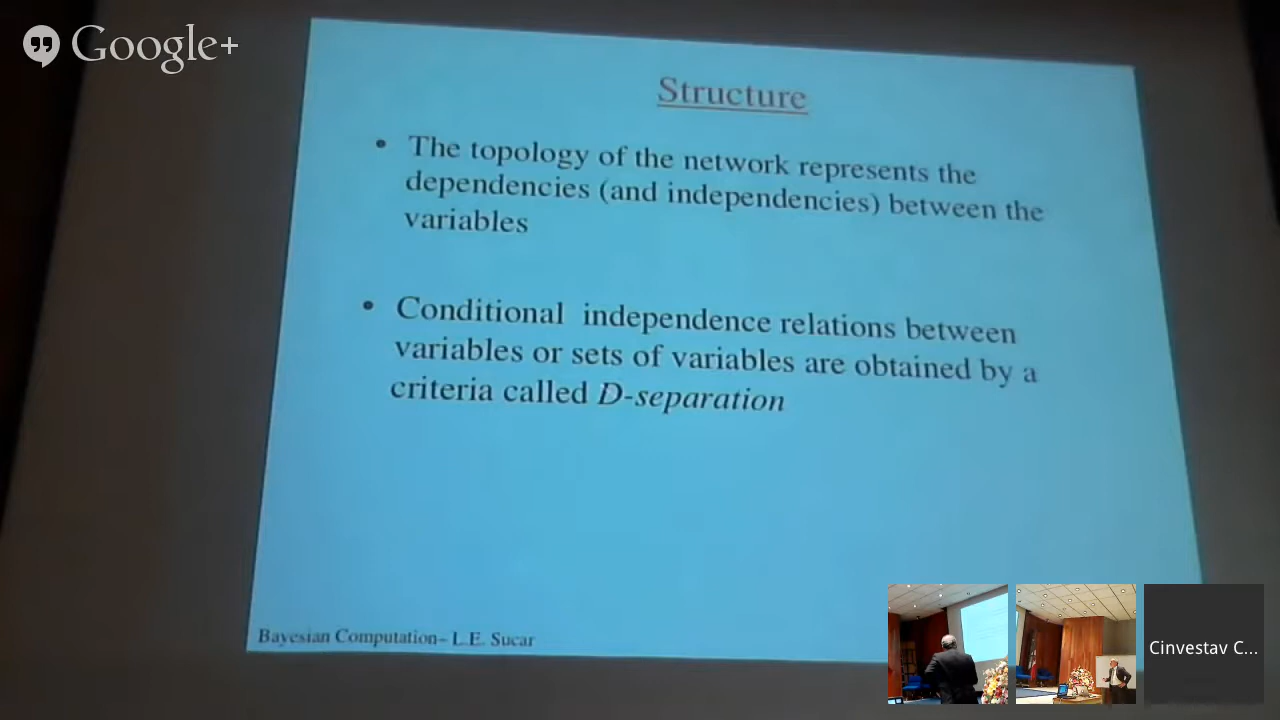 Google+
Structure
• The topology of the network represents the
dependencies (and independencies) between the
variables
• Conditional independence relations between
variables or sets of variables are obtained by a
criteria called D-separation
Bayesian Computation– L.E. Sucar
Cinvestav C...